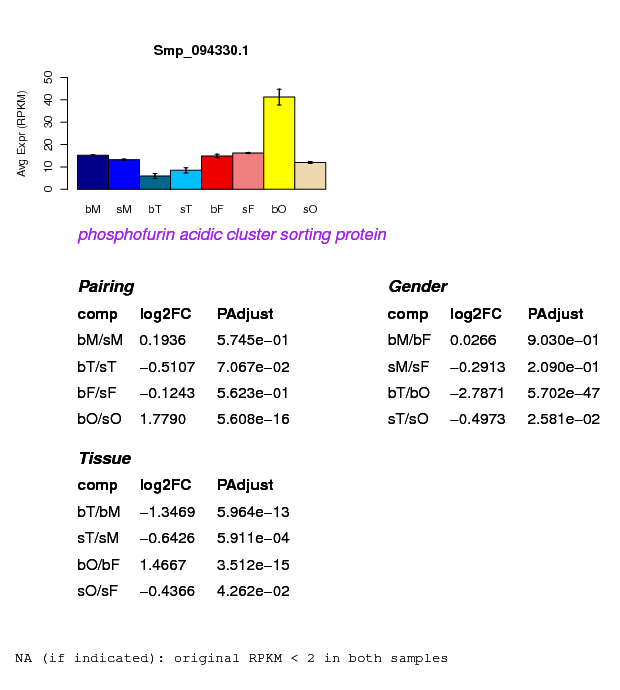 Smp_094330.1
Avg Expr (RPKM)
50
40
30
20
10
0
bM sM bT sT bF sF bO sO
phosphofurin acidic cluster sorting protein
Pairing
comp log2FC PAdjust
bM/sM 0.1936 5.745e−01
bT/sT −0.5107 7.067e−02
bF/sF −0.1243 5.623e−01
bO/sO 1.7790 5.608e−16
Gender
comp log2FC PAdjust
bM/bF 0.0266 9.030e−01
sM/sF −0.2913 2.090e−01
bT/bO −2.7871 5.702e−47
sT/sO −0.4973 2.581e−02
Tissue
comp log2FC PAdjust
bT/bM −1.3469 5.964e−13
sT/sM −0.6426 5.911e−04
bO/bF 1.4667 3.512e−15
sO/sF −0.4366 4.262e−02
NA (if indicated): original RPKM < 2 in both samples